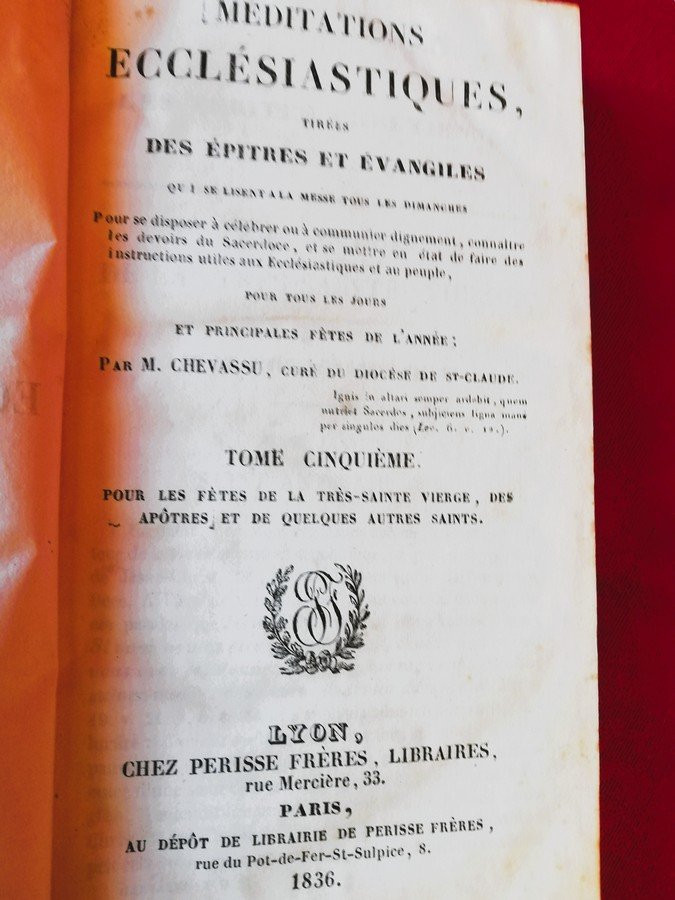 MÉDITATIONS
ECCLÉSIASTIQUES,
TIRÉES
DES ÉPITRES ET ÉVANGILES
QUI SE LISENT A LA MESSE TOUS LES DIMANCHES
Pour se disposer à célébrer ou à communier dignement, connaître
les devoirs du Sacerdoce, et se mettre en état de faire des
instructions utiles aux Ecclésiastiques et au peuple,
POUR TOUS LES JOURS
ET PRINCIPALES FÊTES DE L'ANNÉE;
PAR M. CHEVASSU, CURÉ DU DIOCÈSE DE ST-CLAUDE.
Ignis in altari semper ardebit, quem
nutriet Sacerdos, subjiciens ligna mane
per singulos dies (Lev. 6. v. 12.).
TOME CINQUIÈME.
POUR LES FÊTES DE LA TRÈS-SAINTE VIERGE, DES
APÔTRES ET DE QUELQUES AUTRES SAINTS.
LYON,
CHEZ PERISSE FRÈRES, LIBRAIRES,
rue Mercière, 33.
PARIS,
AU DÉPÔT DE LIBRAIRIE DE PERISSE FRÈRES,
rue du Pot-de-Fer-St-Sulpice, 8.
1836.